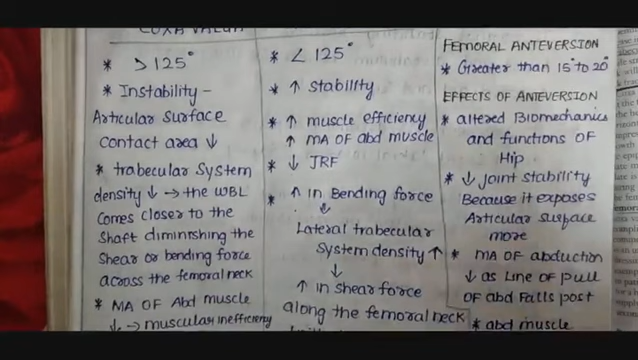 COXA VALGA
* > 125°
* Instability -
Articular Surface
Contact area ↓
* trabecular System
density ↓ → the WBL
Comes closer to the
Shaft diminishing the
Shear or bending force
across the femoral neck
* MA OF Abd muscle
↓ → muscular inefficiency
* < 125°
* ↑ Stability
* ↑ muscle efficiency
↑ MA OF abd muscle
* ↓ JRF
* ↑ in Bending force
↓
Lateral trabecular
System density ↑
↓
↑ in shear force
along the femoral neck
FEMORAL ANTEVERSION
* Greater than 15° to 20°
EFFECTS OF ANTEVERSION
* altered Biomechanics
and functions OF
Hip
* ↓ Joint stability
Because it exposes
Articular surface
more
* MA OF abduction
↓ as Line of pull
OF abd Falls post
* abd muscle